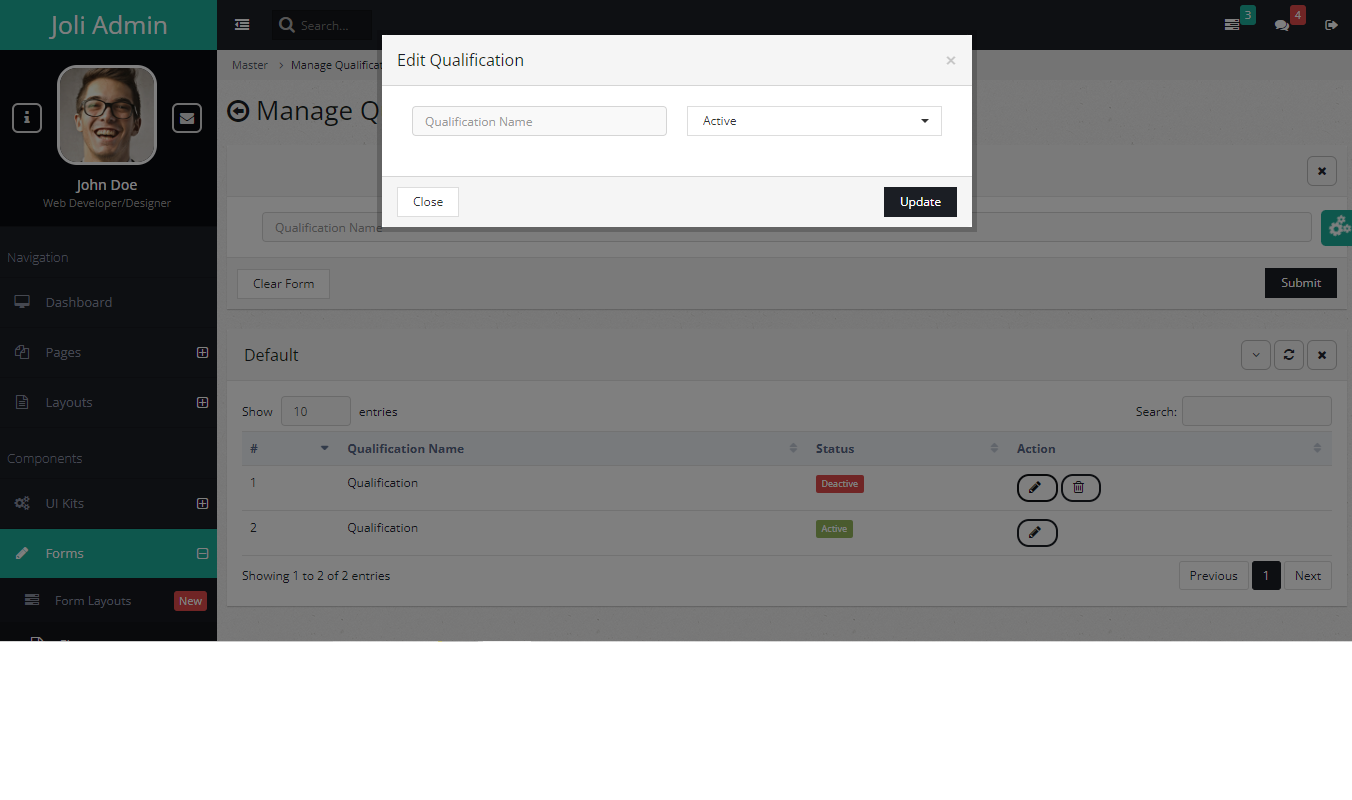 Joli Admin
Search...
3
4
John Doe
Web Developer/Designer
Navigation
Dashboard
Pages
Layouts
Components
UI Kits
Forms
Form Layouts
New
Master
Manage Qualificat
Manage Q
Edit Qualification
×
Qualification Name
Active
Close
Update
Qualification Name
Clear Form
Submit
Default
Show 10 entries
Search:
# Qualification Name Status Action
1 Qualification Deactive
2 Qualification Active
Showing 1 to 2 of 2 entries
Previous 1 Next